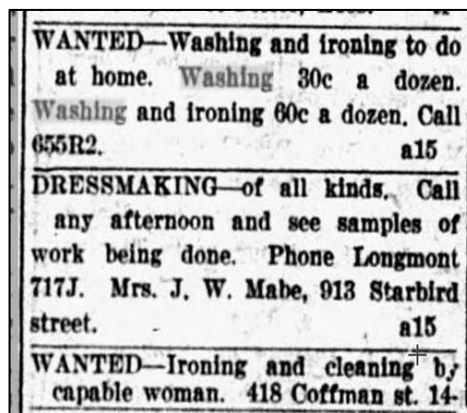 WANTED—Washing and ironing to do
at home. Washing 30c a dozen.
Washing and ironing 60c a dozen. Call
655R2. a15
DRESSMAKING—of all kinds. Call
any afternoon and see samples of
work being done. Phone Longmont
717J. Mrs. J. W. Mabe, 913 Starbird
street. a15
WANTED—Ironing and cleaning by
capable woman. 418 Coffman st. 14-